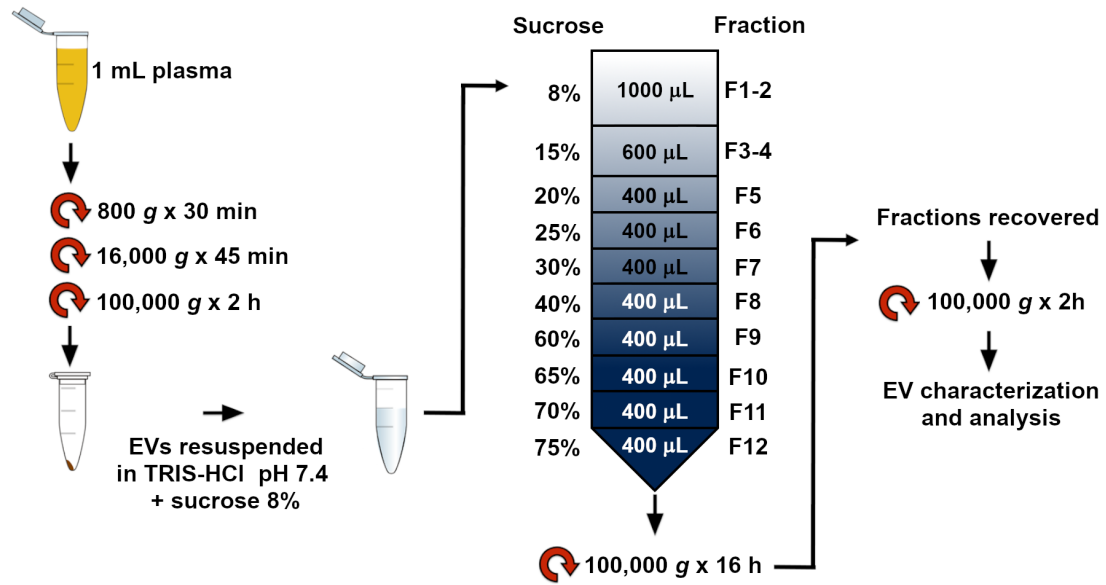 1 mL plasma
800 g x 30 min
16,000 g x 45 min
100,000 g x 2 h
EVs resuspended
in TRIS-HCl pH 7.4
+ sucrose 8%
Sucrose Fraction
8% 1000 µL F1-2
15% 600 µL F3-4
20% 400 µL F5
25% 400 µL F6
30% 400 µL F7
40% 400 µL F8
60% 400 µL F9
65% 400 µL F10
70% 400 µL F11
75% 400 µL F12
100,000 g x 16 h
Fractions recovered
100,000 g x 2h
EV characterization
and analysis